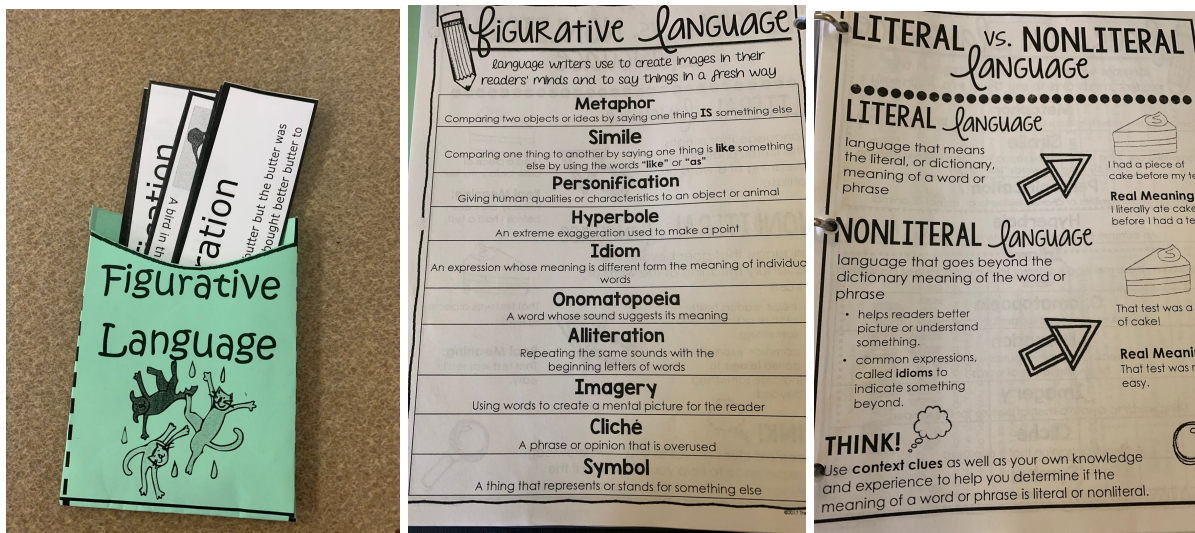 ication
A bird in th
ration
butter but the butter was
bought better butter to
Figurative
Language
figurative language
language writers use to create images in their
readers' minds and to say things in a fresh way
Metaphor
Comparing two objects or ideas by saying one thing IS something else
Simile
Comparing one thing to another by saying one thing is like something
else by using the words "like" or "as"
Personification
Giving human qualities or characteristics to an object or animal
Hyperbole
An extreme exaggeration used to make a point
Idiom
An expression whose meaning is different form the meaning of individua
words
Onomatopoeia
A word whose sound suggests its meaning
Alliteration
Repeating the same sounds with the
beginning letters of words
Imagery
Using words to create a mental picture for the reader
Cliché
A phrase or opinion that is overused
Symbol
A thing that represents or stands for something else
LITERAL vs. NONLITERAL
language
LITERAL language
language that means
the literal, or dictionary,
meaning of a word or
phrase
I had a piece of
cake before my te
Real Meaning
I literally ate cake
before I had a te
NONLITERAL language
language that goes beyond the
dictionary meaning of the word or
phrase
• helps readers better
picture or understand
something.
• common expressions,
called idioms to
indicate something
beyond.
That test was a
of cake!
Real Meani
That test was
easy.
THINK!
Use context clues as well as your own knowledge
and experience to help you determine if the
meaning of a word or phrase is literal or nonliteral.